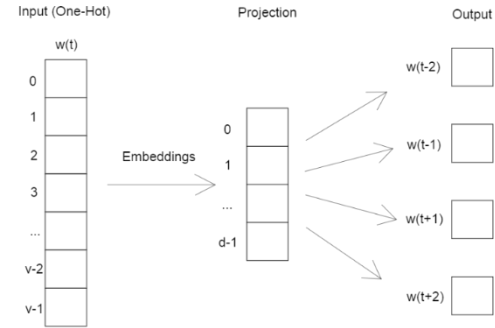 Input (One-Hot)
Projection
Output
w(t)
0
1
2
3
...
v-2
v-1
Embeddings
0
1
...
d-1
w(t-2)
w(t-1)
w(t+1)
w(t+2)